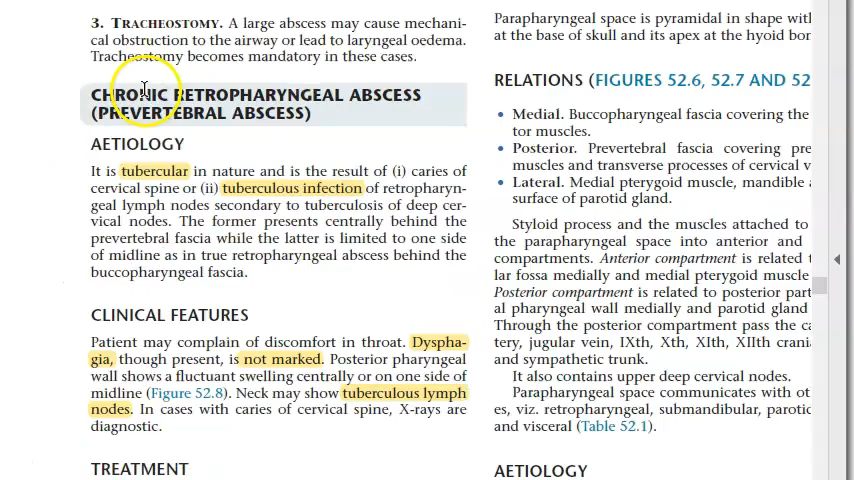 3. TRACHEOSTOMY. A large abscess may cause mechani-
cal obstruction to the airway or lead to laryngeal oedema.
Tracheostomy becomes mandatory in these cases.
CHRONIC RETROPHARYNGEAL ABSCESS
(PREVERTEBRAL ABSCESS)
AETIOLOGY
It is tubercular in nature and is the result of (i) caries of
cervical spine or (ii) tuberculous infection of retropharyn-
geal lymph nodes secondary to tuberculosis of deep cer-
vical nodes. The former presents centrally behind the
prevertebral fascia while the latter is limited to one side
of midline as in true retropharyngeal abscess behind the
buccopharyngeal fascia.
CLINICAL FEATURES
Patient may complain of discomfort in throat. Dyspha-
gia, though present, is not marked. Posterior pharyngeal
wall shows a fluctuant swelling centrally or on one side of
midline (Figure 52.8). Neck may show tuberculous lymph
nodes. In cases with caries of cervical spine, X-rays are
diagnostic.
TREATMENT
Parapharyngeal space is pyramidal in shape with
at the base of skull and its apex at the hyoid bon
RELATIONS (FIGURES 52.6, 52.7 AND 52
• Medial. Buccopharyngeal fascia covering the
tor muscles.
• Posterior. Prevertebral fascia covering pre
muscles and transverse processes of cervical v
• Lateral. Medial pterygoid muscle, mandible
surface of parotid gland.
Styloid process and the muscles attached to
the parapharyngeal space into anterior and
compartments. Anterior compartment is related
lar fossa medially and medial pterygoid muscle
Posterior compartment is related to posterior part
al pharyngeal wall medially and parotid gland
Through the posterior compartment pass the ca
tery, jugular vein, IXth, Xth, XIth, XIIth crani
and sympathetic trunk.
It also contains upper deep cervical nodes.
Parapharyngeal space communicates with ot
es, viz. retropharyngeal, submandibular, parotic
and visceral (Table 52.1).
AETIOLOGY